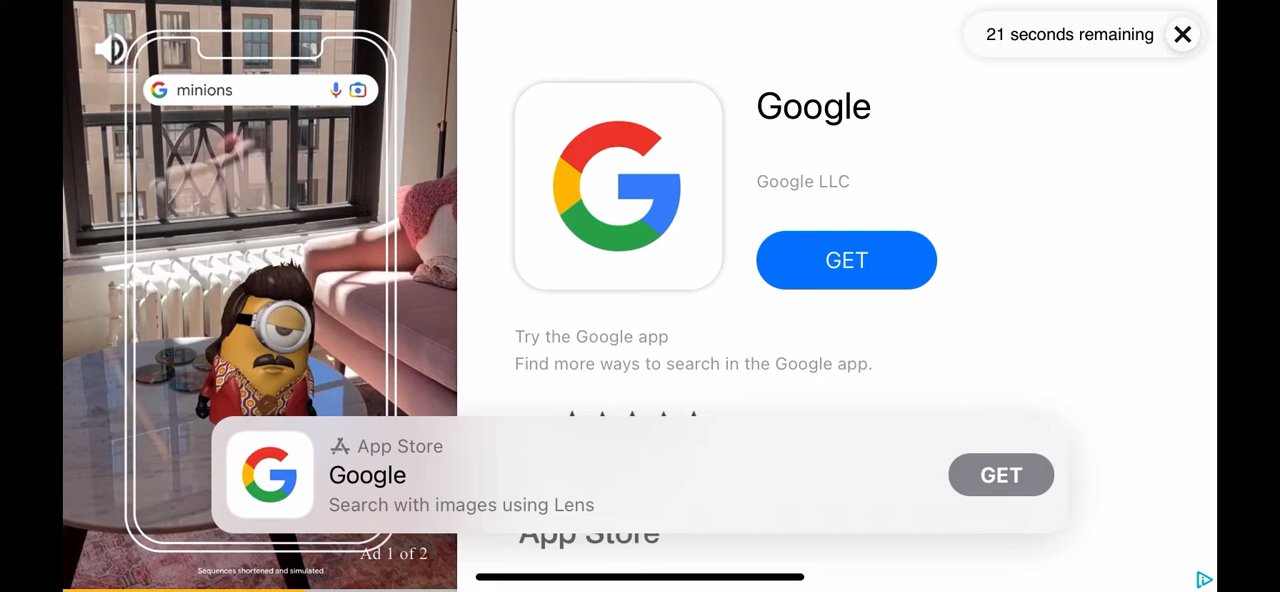 minions
21 seconds remaining
Google
Google LLC
GET
Try the Google app
Find more ways to search in the Google app.
App Store
Google
Search with images using Lens
GET
App Store
Ad 1 of 2
Sequences shortened and simulated.